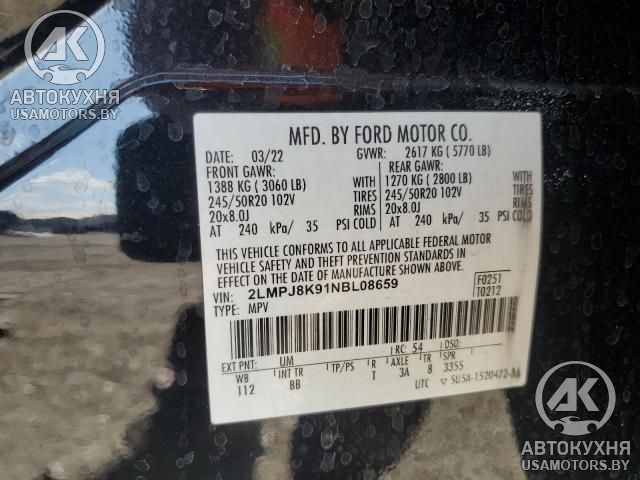 АК
АВТОКУХНЯ
USAMOTORS.BY
MFD. BY FORD MOTOR CO.
DATE: 03/22 GVWR: 2617 KG ( 5770 LB)
FRONT GAWR: REAR GAWR:
1388 KG ( 3060 LB) WITH 1270 KG ( 2800 LB)
245/50R20 102V TIRES 245/50R20 102V WITH
20x8.0J RIMS 20x8.0J TIRES
AT 240 kPa/ 35 PSI COLD AT 240 kPa/ 35 RIMS PSI COLD
THIS VEHICLE CONFORMS TO ALL APPLICABLE FEDERAL MOTOR
VEHICLE SAFETY AND THEFT PREVENTION STANDARDS IN
EFFECT ON THE DATE OF MANUFACTURE SHOWN ABOVE.
VIN: 2LMPJ8K91NBL08659 F0251
TYPE: MPV T0212
EXT PNT: UM RC: 54 DSO:
WB INT TR TP/PS R AXLE TR SPR
112 BB T 3A 8 3355
UTC 5U5A-1520472-AA
АК
АВТОКУХНЯ
USAMOTORS.BY